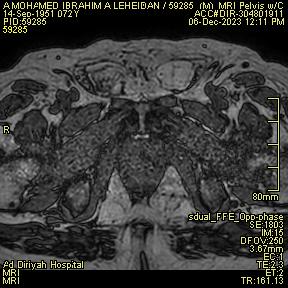 A MOHAMED IBRAHIM A LEHEIDAN / 59285 (M) MRI Pelvis w/C
14-Sep-1951 072Y ACC#DIR-304801911
PID:59285 06-Dec-2023 12:11 PM
59285
R
80mm
sdual_FFE_Opp-phase
SE:1803
IM:15
DFOV:250
3.67mm
EC:1
Ad Diriyah Hospital TE:2.3
MRI ET:2
MRI TR:161.13